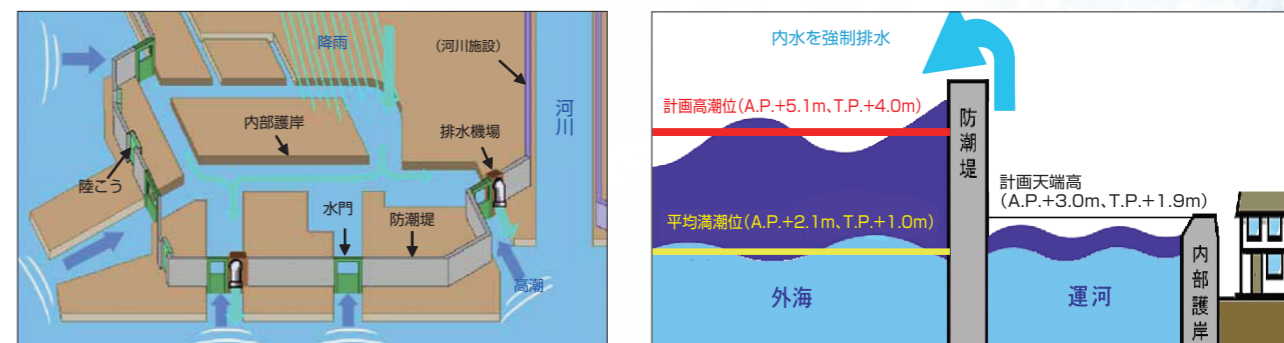 降雨
(河川施設)
河川
内部護岸
排水機場
陸こう
水門
防潮堤
高潮
内水を強制排水
計画高潮位(A.P.+5.1m、T.P.+4.0m)
防潮堤
計画天端高
(A.P.+3.0m、T.P.+1.9m)
平均満潮位(A.P.+2.1m、T.P.+1.0m)
外海
運河
内部護岸